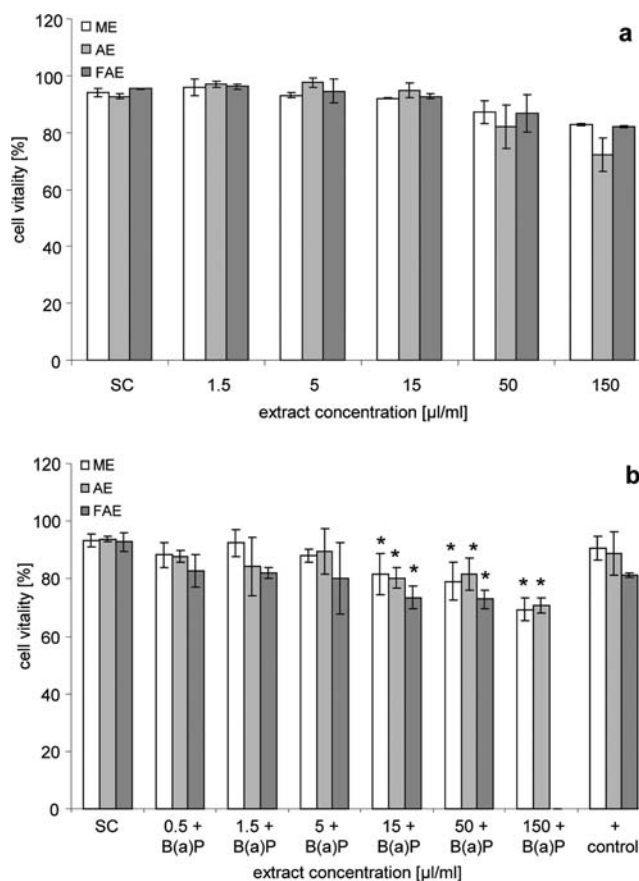 a
120
ME
AE
FAE
100
80
60
40
20
0
cell vitality [%]
SC 1.5 5 15 50 150
extract concentration [µl/ml]
b
120
ME
AE
FAE
100
80
60
40
20
0
cell vitality [%]
* * * * * * * *
SC 0.5 + 1.5 + 5 + 15 + 50 + 150 + +
B(a)P B(a)P B(a)P B(a)P B(a)P B(a)P control
extract concentration [µl/ml]